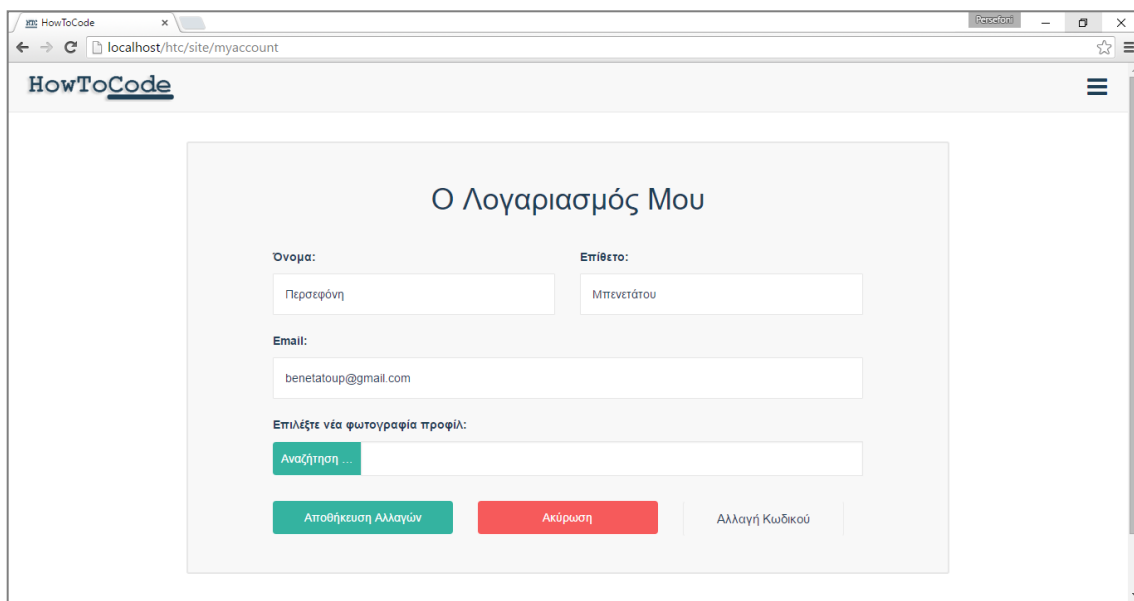 HowToCode
Persefoni
localhost/htc/site/myaccount
HowToCode
Ο Λογαριασμός Μου
Όνομα: Επίθετο:
Περσεφόνη Μπενετάτου
Email:
benetatoup@gmail.com
Επιλέξτε νέα φωτογραφία προφίλ:
Αναζήτηση ...
Αποθήκευση Αλλαγών Ακύρωση Αλλαγή Κωδικού